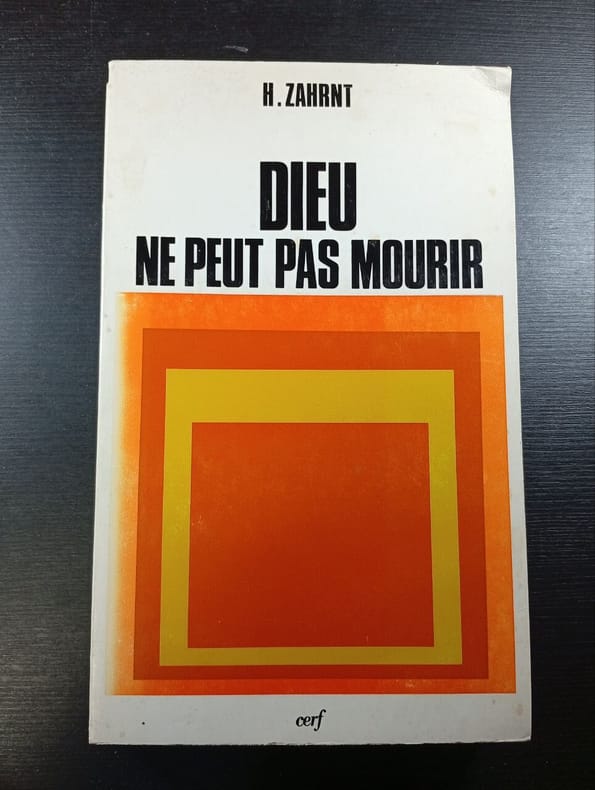 H. ZAHRNT
DIEU
NE PEUT PAS MOURIR
cerf